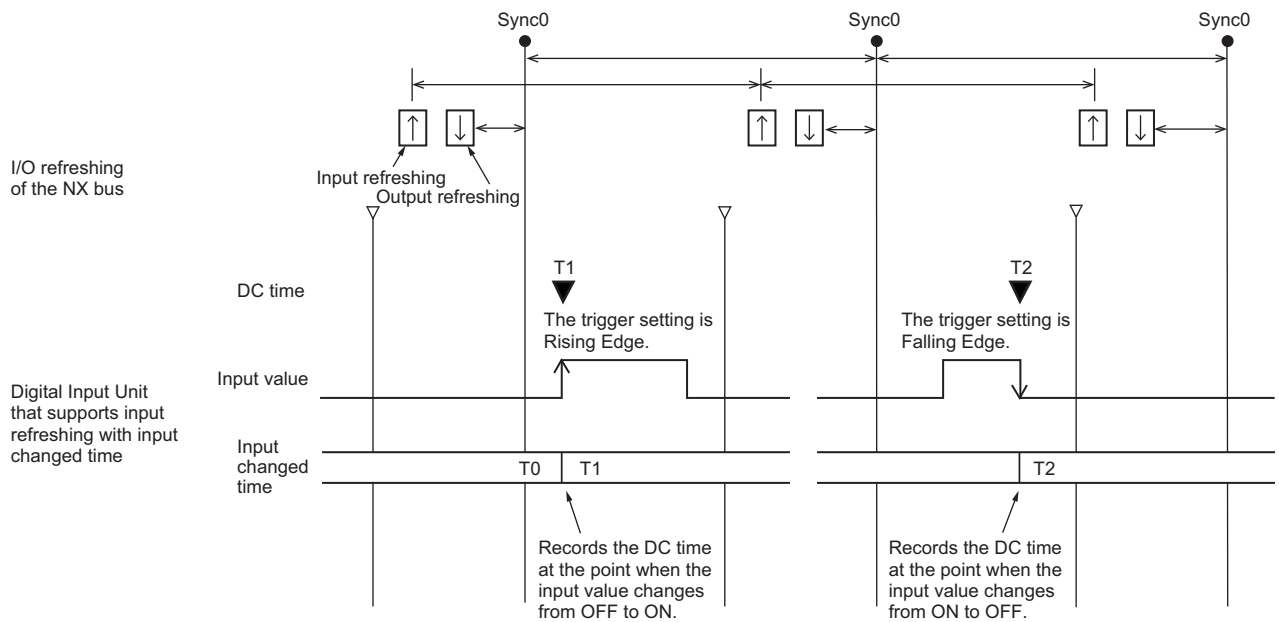 Sync0
Sync0
Sync0
I/O refreshing
of the NX bus
Input refreshing
Output refreshing
DC time
T1
T2
The trigger setting is
Rising Edge.
The trigger setting is
Falling Edge.
Digital Input Unit
that supports input
refreshing with input
changed time
Input value
Input
changed
time
T0
T1
T2
Records the DC time
at the point when the
input value changes
from OFF to ON.
Records the DC time
at the point when the
input value changes
from ON to OFF.